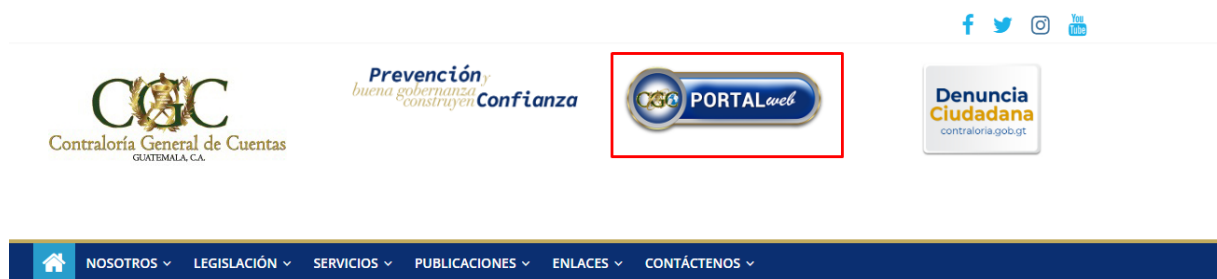 You
Tube
CGC
Contraloría General de Cuentas
GUATEMALA, C.A.
Prevención y
buena gobernanza
construyen Confianza
CGC PORTAL web
Denuncia
Ciudadana
contraloria.gob.gt
NOSOTROS LEGISLACIÓN SERVICIOS PUBLICACIONES ENLACES CONTÁCTENOS